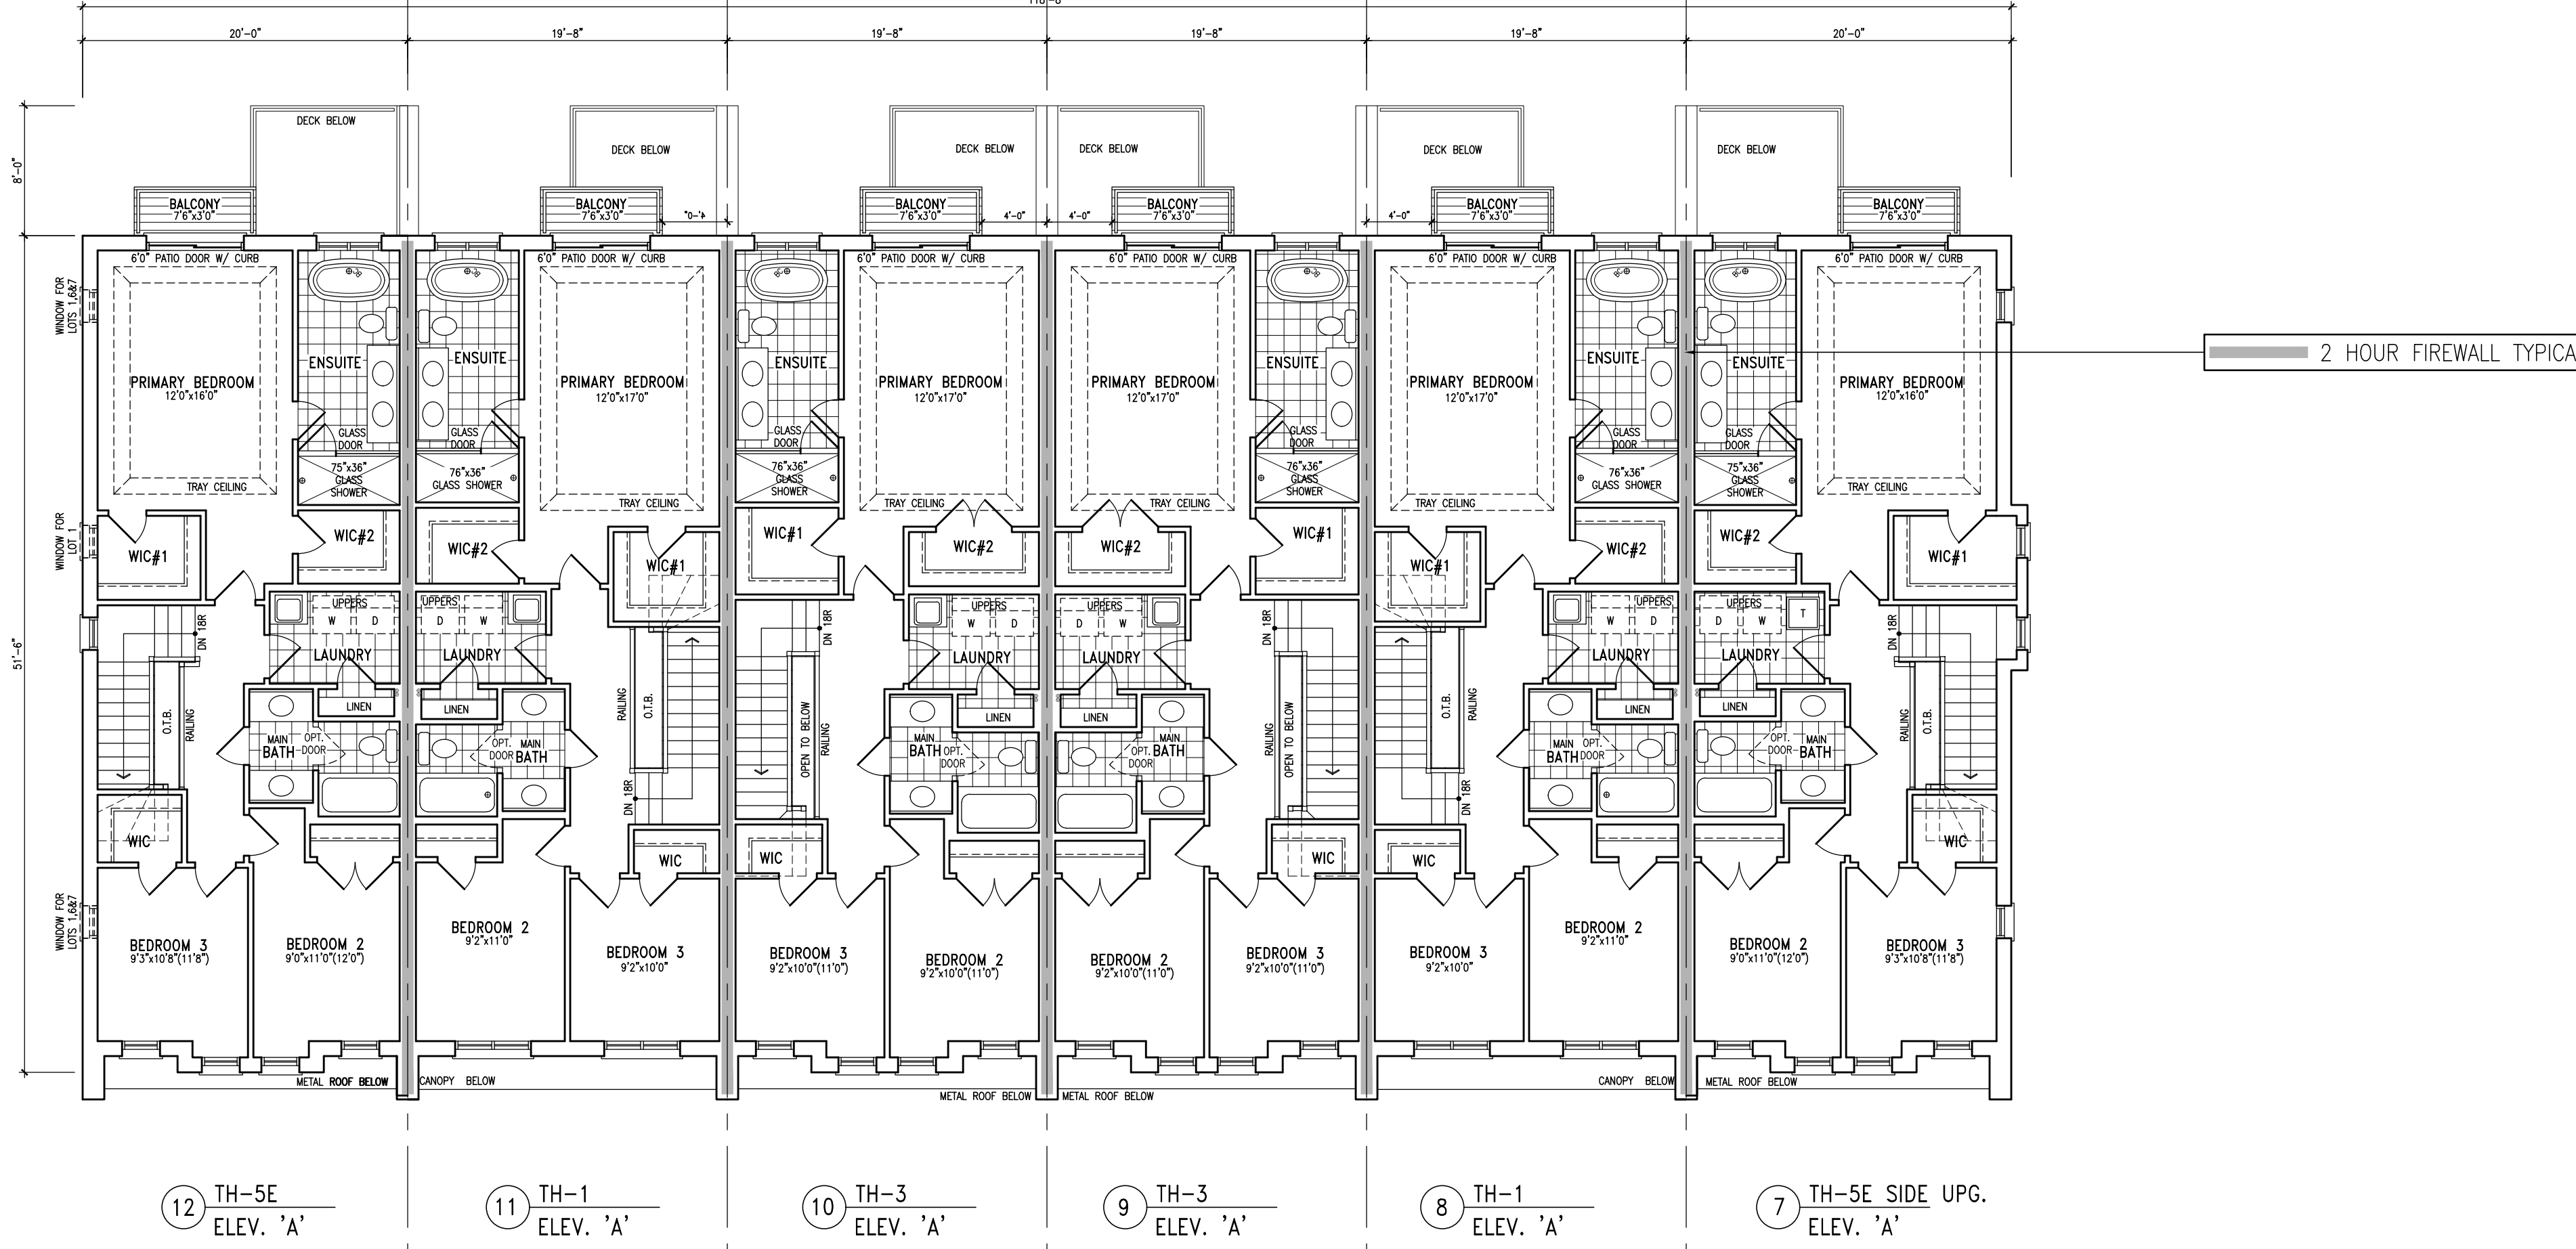 20'-0"
19'-8"
19'-8"
19'-8"
19'-8"
20'-0"
8'-0"
51'-6"
DECK BELOW
DECK BELOW
DECK BELOW
DECK BELOW
DECK BELOW
DECK BELOW
BALCONY
7'6"x3'0"
BALCONY
7'6"x3'0"
4'-0"
BALCONY
7'6"x3'0"
4'-0"
4'-0"
BALCONY
7'6"x3'0"
4'-0"
BALCONY
7'6"x3'0"
BALCONY
7'6"x3'0"
2 HOUR FIREWALL TYPICA
WINDOW FOR
LOTS 1,6&7
WINDOW FOR
LOT 1
WINDOW FOR
LOTS 1,6&7
6'0" PATIO DOOR W/ CURB
PRIMARY BEDROOM
12'0"x16'0"
TRAY CEILING
ENSUITE
GLASS
DOOR
75"x36"
GLASS
SHOWER
WIC#1
WIC#2
DN 18R
UPPERS
W
D
LAUNDRY
O.T.B.
RAILING
LINEN
MAIN
BATH
OPT.
DOOR
WIC
BEDROOM 3
9'3"x10'8"(11'8")
BEDROOM 2
9'0"x11'0"(12'0")
METAL ROOF BELOW
ENSUITE
GLASS
DOOR
76"x36"
GLASS SHOWER
6'0" PATIO DOOR W/ CURB
PRIMARY BEDROOM
12'0"x17'0"
TRAY CEILING
WIC#2
WIC#1
UPPERS
D
W
LAUNDRY
RAILING
O.T.B.
LINEN
OPT.
DOOR
MAIN
BATH
DN 18R
WIC
BEDROOM 2
9'2"x11'0"
BEDROOM 3
9'2"x10'0"
CANOPY BELOW
ENSUITE
GLASS
DOOR
76"x36"
GLASS
SHOWER
6'0" PATIO DOOR W/ CURB
PRIMARY BEDROOM
12'0"x17'0"
TRAY CEILING
WIC#1
WIC#2
DN 18R
UPPERS
W
D
LAUNDRY
OPEN TO BELOW
RAILING
LINEN
MAIN
BATH
OPT.
DOOR
WIC
BEDROOM 3
9'2"x10'0"(11'0")
BEDROOM 2
9'2"x10'0"(11'0")
METAL ROOF BELOW
6'0" PATIO DOOR W/ CURB
PRIMARY BEDROOM
12'0"x17'0"
TRAY CEILING
ENSUITE
GLASS
DOOR
76"x36"
GLASS
SHOWER
WIC#2
WIC#1
UPPERS
D
W
LAUNDRY
DN 18R
RAILING
OPEN TO BELOW
LINEN
OPT.
DOOR
MAIN
BATH
WIC
BEDROOM 2
9'2"x10'0"(11'0")
BEDROOM 3
9'2"x10'0"(11'0")
METAL ROOF BELOW
6'0" PATIO DOOR W/ CURB
PRIMARY BEDROOM
12'0"x17'0"
TRAY CEILING
ENSUITE
GLASS
DOOR
76"x36"
GLASS SHOWER
WIC#1
WIC#2
UPPERS
W
D
LAUNDRY
O.T.B.
RAILING
LINEN
MAIN
BATH
OPT.
DOOR
DN 18R
WIC
BEDROOM 3
9'2"x10'0"
BEDROOM 2
9'2"x11'0"
CANOPY BELOW
ENSUITE
GLASS
DOOR
75"x36"
GLASS
SHOWER
6'0" PATIO DOOR W/ CURB
PRIMARY BEDROOM
12'0"x16'0"
TRAY CEILING
WIC#2
WIC#1
UPPERS
D
W
T
LAUNDRY
DN 18R
RAILING
O.T.B.
LINEN
OPT.
DOOR
MAIN
BATH
WIC
BEDROOM 2
9'0"x11'0"(12'0")
BEDROOM 3
9'3"x10'8"(11'8")
METAL ROOF BELOW
12 TH-5E
ELEV. 'A'
11 TH-1
ELEV. 'A'
10 TH-3
ELEV. 'A'
9 TH-3
ELEV. 'A'
8 TH-1
ELEV. 'A'
7 TH-5E SIDE UPG.
ELEV. 'A'